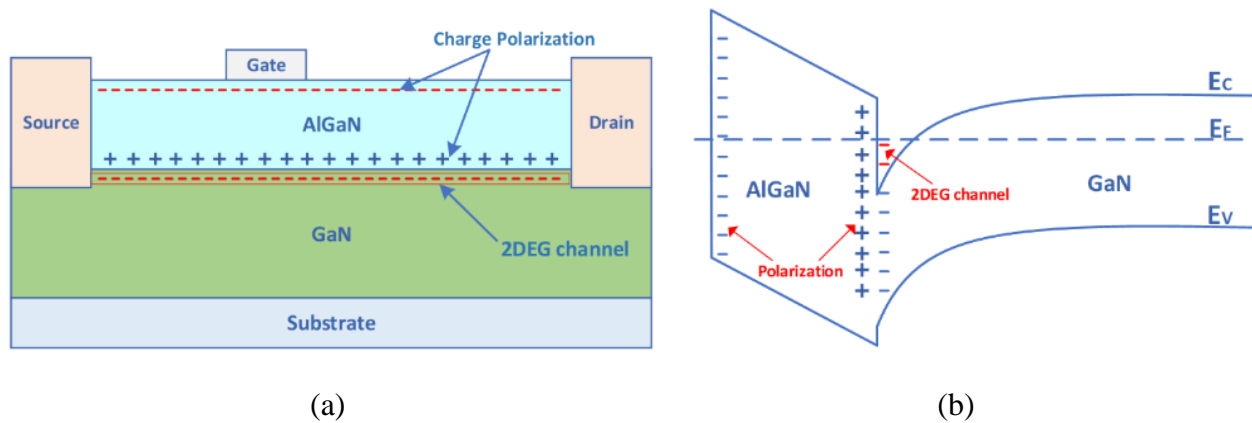 Charge Polarization
Gate
Source
AlGaN
Drain
+ + + + + + + + + + + + + + + + + + +
GaN
2DEG channel
Substrate
(a)
EC
EF
2DEG channel
AlGaN
GaN
EV
Polarization
(b)